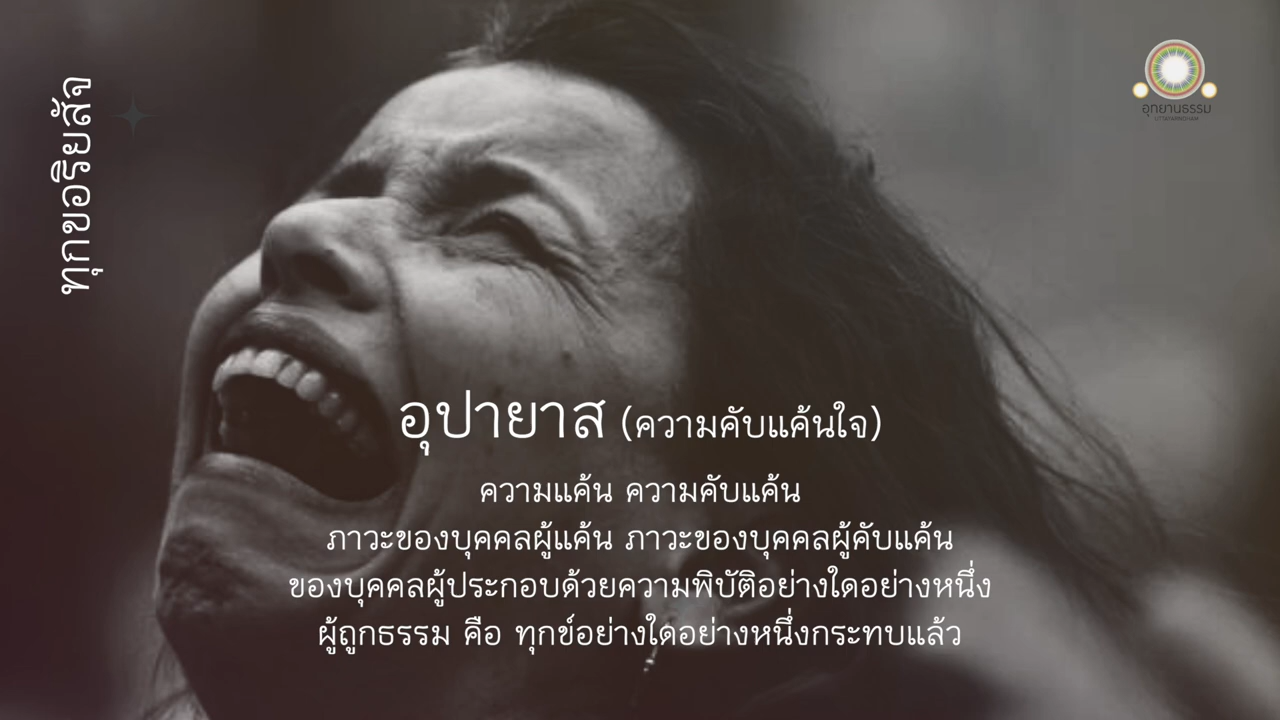 ทุกขอริยสัจ
อุทยานธรรม
UTTAYARNDHAM
อุปายาส (ความคับแค้นใจ)
ความแค้น ความคับแค้น
ภาวะของบุคคลผู้แค้น ภาวะของบุคคลผู้คับแค้น
ของบุคคลผู้ประกอบด้วยความพิบัติอย่างใดอย่างหนึ่ง
ผู้ถูกธรรม คือ ทุกข์อย่างใดอย่างหนึ่งกระทบแล้ว